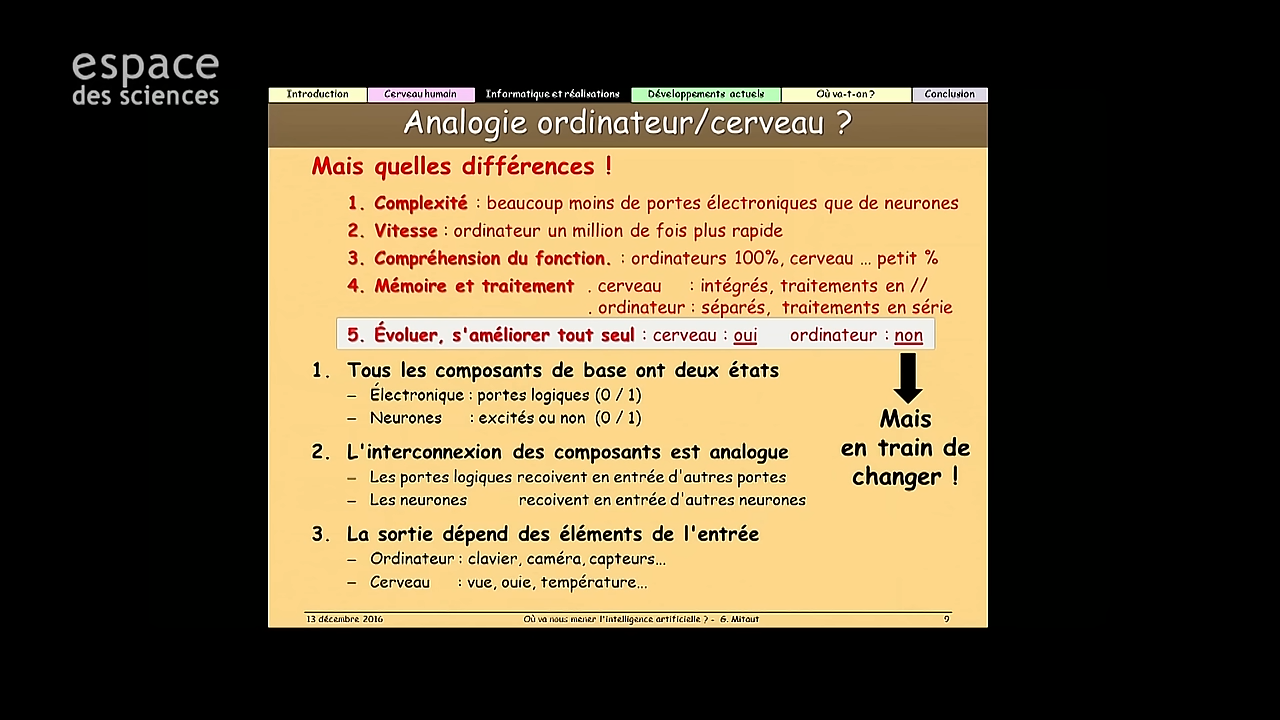 espace
des sciences
Introduction Cerveau humain Informatique et réalisations Développements actuels Où va-t-on ? Conclusion
Analogie ordinateur/cerveau ?
Mais quelles différences !
1. Complexité : beaucoup moins de portes électroniques que de neurones
2. Vitesse : ordinateur un million de fois plus rapide
3. Compréhension du fonction. : ordinateurs 100%, cerveau ... petit %
4. Mémoire et traitement . cerveau : intégrés, traitements en //
. ordinateur : séparés, traitements en série
5. Évoluer, s'améliorer tout seul : cerveau : oui ordinateur : non
1. Tous les composants de base ont deux états
– Électronique : portes logiques (0 / 1)
– Neurones : excités ou non (0 / 1)
Mais
en train de
changer !
2. L'interconnexion des composants est analogue
– Les portes logiques recoivent en entrée d'autres portes
– Les neurones recoivent en entrée d'autres neurones
3. La sortie dépend des éléments de l'entrée
– Ordinateur : clavier, caméra, capteurs...
– Cerveau : vue, ouie, température...
13 décembre 2016 Où va nous mener l'intelligence artificielle ? - G. Mitaut 9